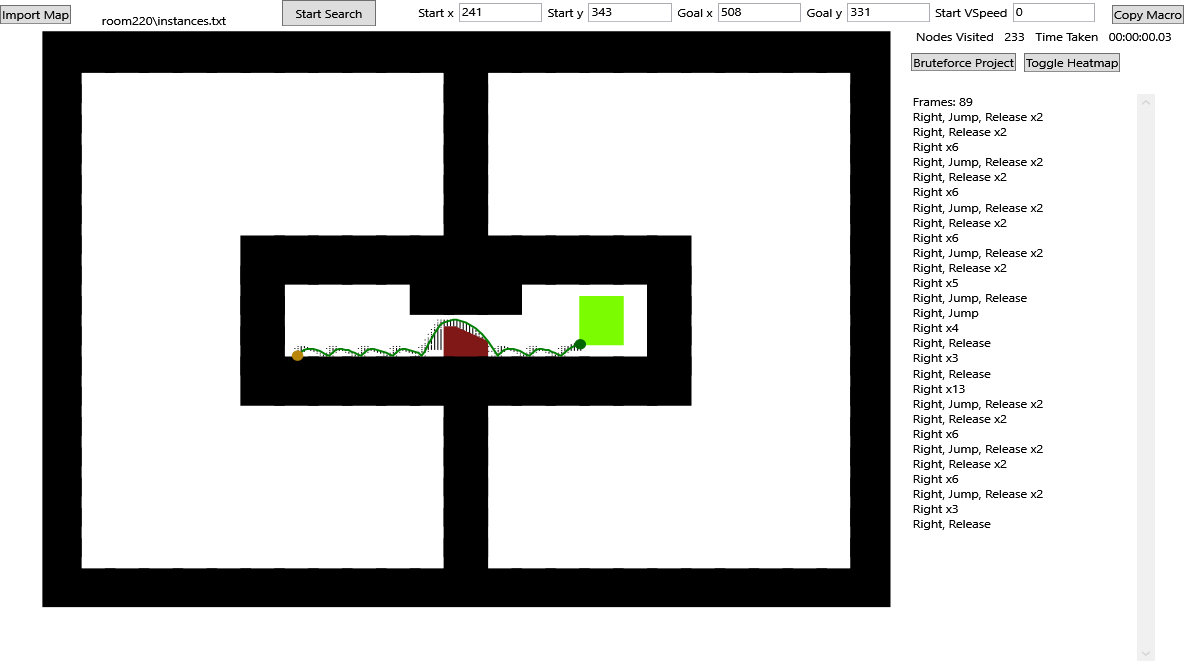 Import Map room220\instances.txt Start Search Start x 241 Start y 343 Goal x 508 Goal y 331 Start VSpeed 0 Copy Macro
Nodes Visited 233 Time Taken 00:00:00.03
Bruteforce Project Toggle Heatmap
Frames: 89
Right, Jump, Release x2
Right, Release x2
Right x6
Right, Jump, Release x2
Right, Release x2
Right x6
Right, Jump, Release x2
Right, Release x2
Right x6
Right, Jump, Release x2
Right, Release x2
Right x5
Right, Jump, Release
Right, Jump
Right x4
Right, Release
Right x3
Right, Release
Right x13
Right, Jump, Release x2
Right, Release x2
Right x6
Right, Jump, Release x2
Right, Release x2
Right x6
Right, Jump, Release x2
Right x3
Right, Release